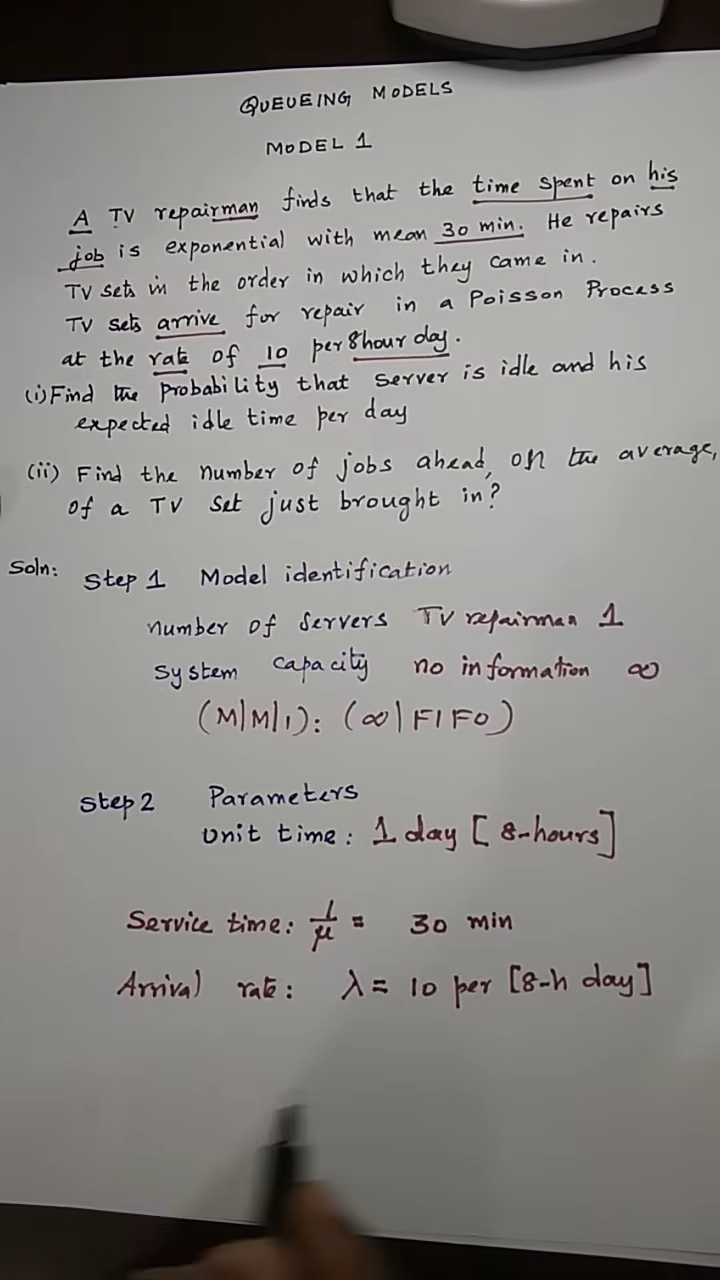 QUEUEING MODELS
MODEL 1
A TV repairman finds that the time spent on his
job is exponential with mean 30 min. He repairs
TV sets in the order in which they came in.
TV sets arrive for repair in a Poisson Process
at the rate of 10 per 8hour day.
(i) Find the probability that server is idle and his
expected idle time per day
(ii) Find the number of jobs ahead, on the average,
of a TV set just brought in?
Soln: Step 1 Model identification
number of servers TV repairman 1
System capacity no information ∞
(M|M|1): (∞|FIFO)
Step 2 Parameters
Unit time: 1 day [8-hours]
Service time: 1/μ = 30 min
Arrival rate: λ = 10 per [8-h day]